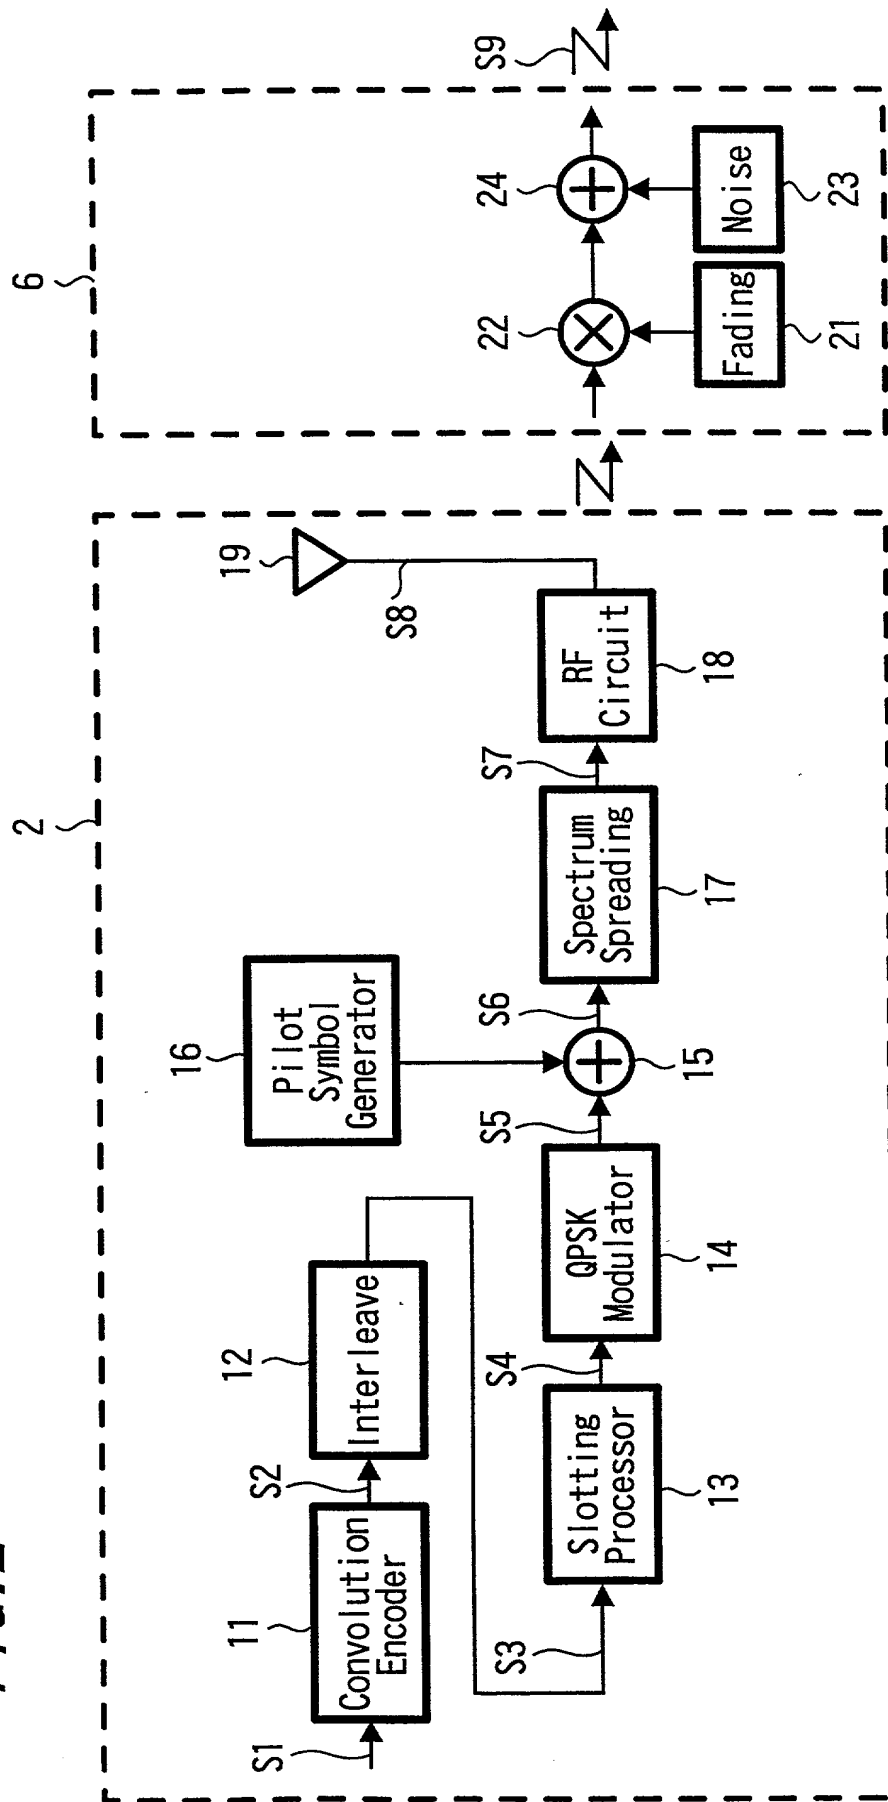 2
6
19
S8
16
Pilot
Symbol
Generator
12
Interleave
S2
11
Convolution
Encoder
S1
S3
Slotting
Processor
13
S4
QPSK
Modulator
14
S5
15
S6
Spectrum
Spreading
17
S7
RF
Circuit
18
22
Fading
21
24
Noise
23
S9